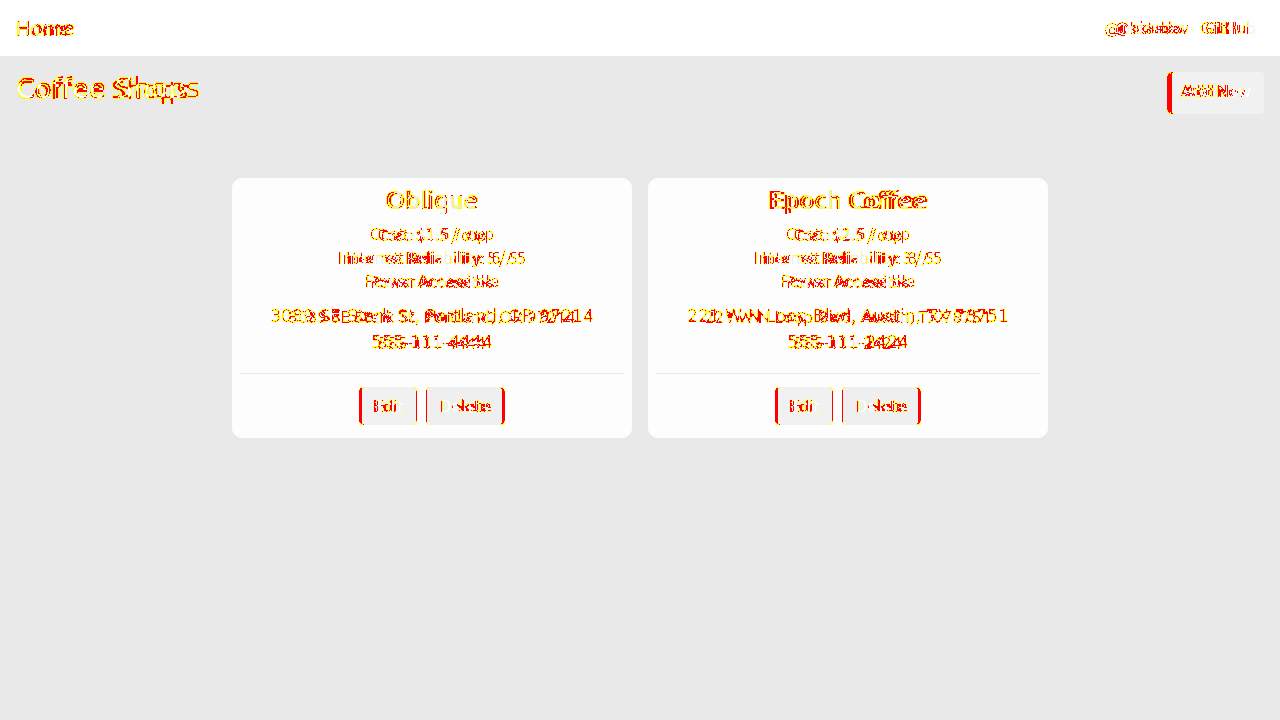 Home
GitHub
Coffee Shops
Add New
Oblique
Cost: $1.5 / cup
Internet Reliability: 5/5
Power Accessible
3039 SE Stark St, Portland, OR 97214
555-111-4444
Edit Delete
Epoch Coffee
Cost: $1.5 / cup
Internet Reliability: 3/5
Power Accessible
221 W N Loop Blvd, Austin, TX 78751
555-111-2424
Edit Delete